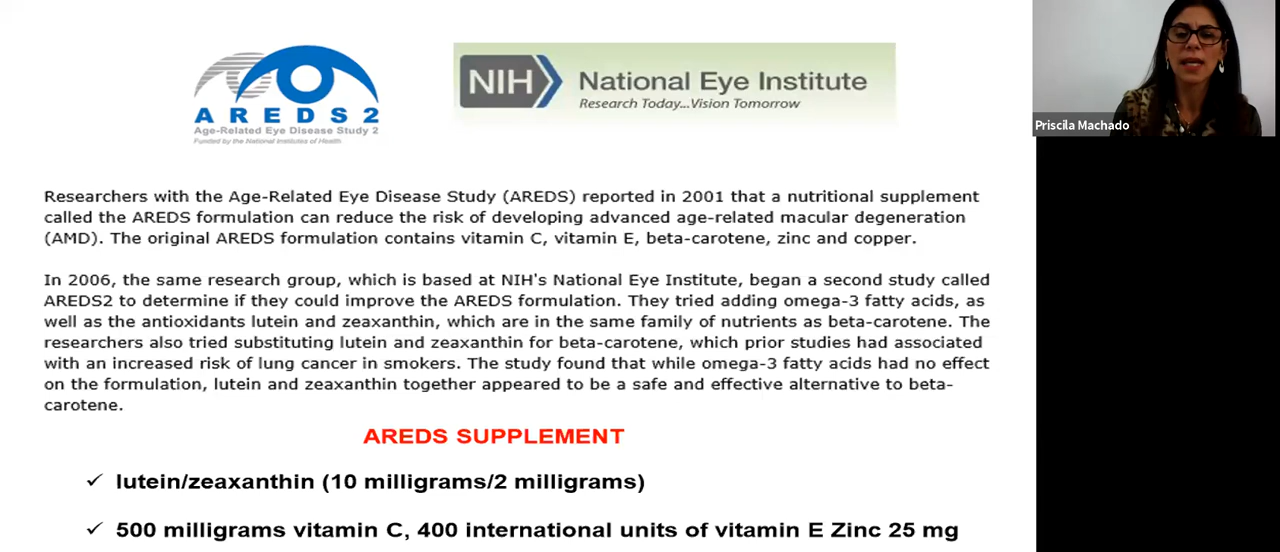 AREDS2
Age-Related Eye Disease Study 2
Funded by the National Institutes of Health
NIH
National Eye Institute
Research Today...Vision Tomorrow
Priscila Machado
Researchers with the Age-Related Eye Disease Study (AREDS) reported in 2001 that a nutritional supplement
called the AREDS formulation can reduce the risk of developing advanced age-related macular degeneration
(AMD). The original AREDS formulation contains vitamin C, vitamin E, beta-carotene, zinc and copper.
In 2006, the same research group, which is based at NIH's National Eye Institute, began a second study called
AREDS2 to determine if they could improve the AREDS formulation. They tried adding omega-3 fatty acids, as
well as the antioxidants lutein and zeaxanthin, which are in the same family of nutrients as beta-carotene. The
researchers also tried substituting lutein and zeaxanthin for beta-carotene, which prior studies had associated
with an increased risk of lung cancer in smokers. The study found that while omega-3 fatty acids had no effect
on the formulation, lutein and zeaxanthin together appeared to be a safe and effective alternative to beta-
carotene.
AREDS SUPPLEMENT
✓ lutein/zeaxanthin (10 milligrams/2 milligrams)
✓ 500 milligrams vitamin C, 400 international units of vitamin E Zinc 25 mg